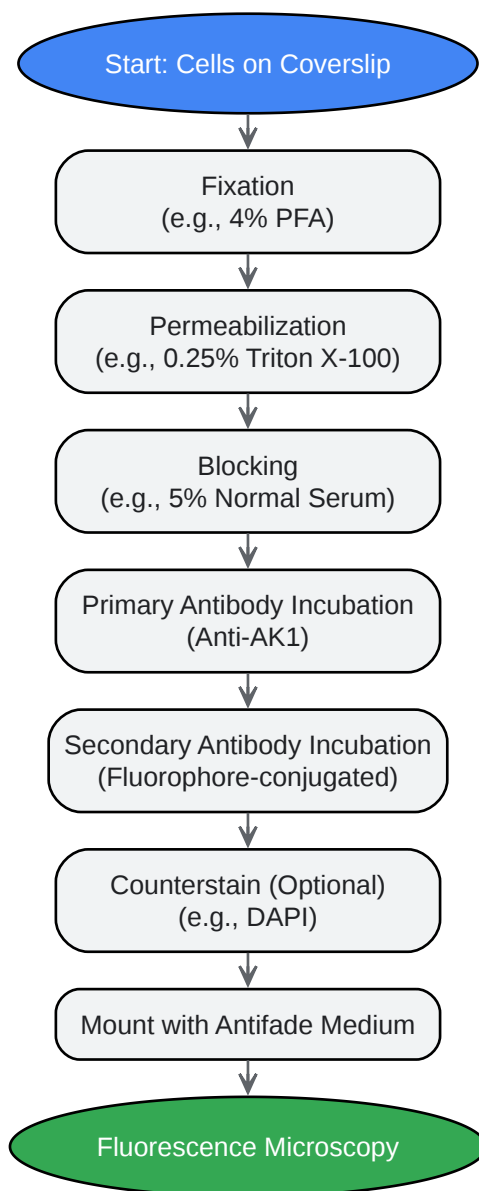 Start: Cells on Coverslip
Fixation
(e.g., 4% PFA)
Permeabilization
(e.g., 0.25% Triton X-100)
Blocking
(e.g., 5% Normal Serum)
Primary Antibody Incubation
(Anti-AK1)
Secondary Antibody Incubation
(Fluorophore-conjugated)
Counterstain (Optional)
(e.g., DAPI)
Mount with Antifade Medium
Fluorescence Microscopy